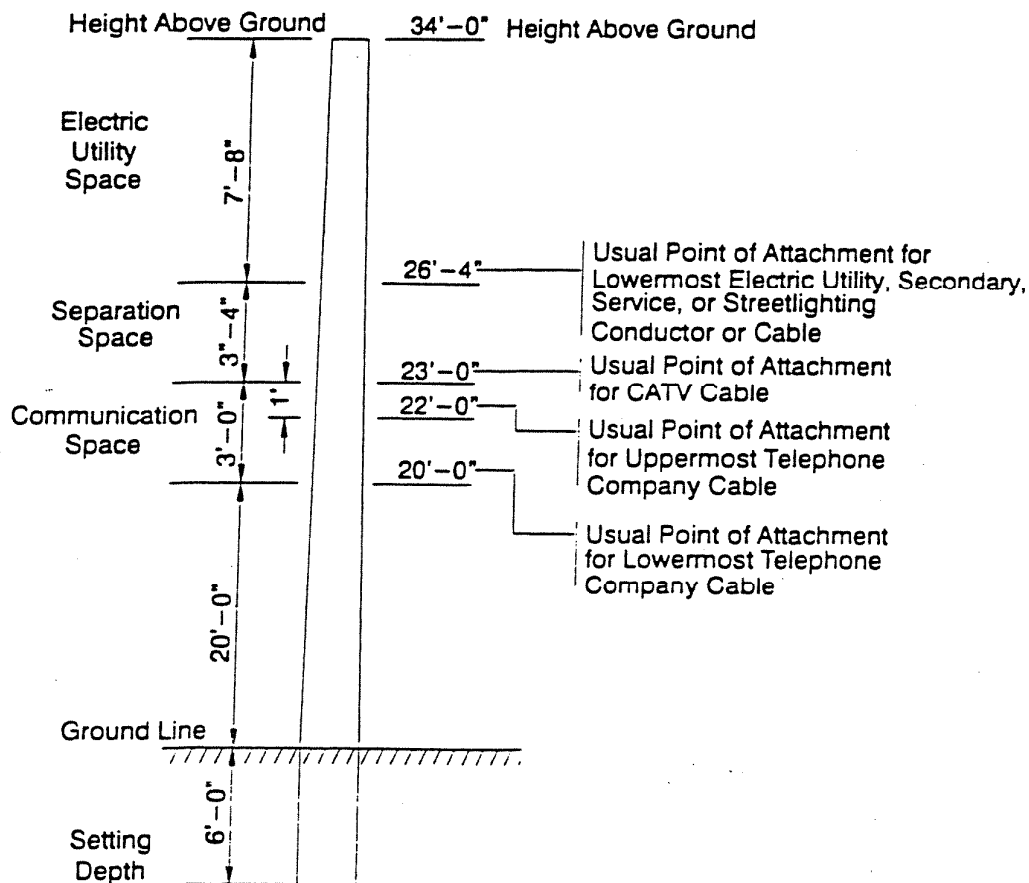 Height Above Ground
34'-0" Height Above Ground
Electric
Utility
Space
7'-8"
26'-4"
Usual Point of Attachment for
Lowermost Electric Utility, Secondary,
Service, or Streetlighting
Conductor or Cable
Separation
Space
3"-4"
23'-0"
Usual Point of Attachment
for CATV Cable
1'
Communication
Space
3'-0"
22'-0"
Usual Point of Attachment
for Uppermost Telephone
Company Cable
20'-0"
Usual Point of Attachment
for Lowermost Telephone
Company Cable
20'-0"
Ground Line
6'-0"
Setting
Depth